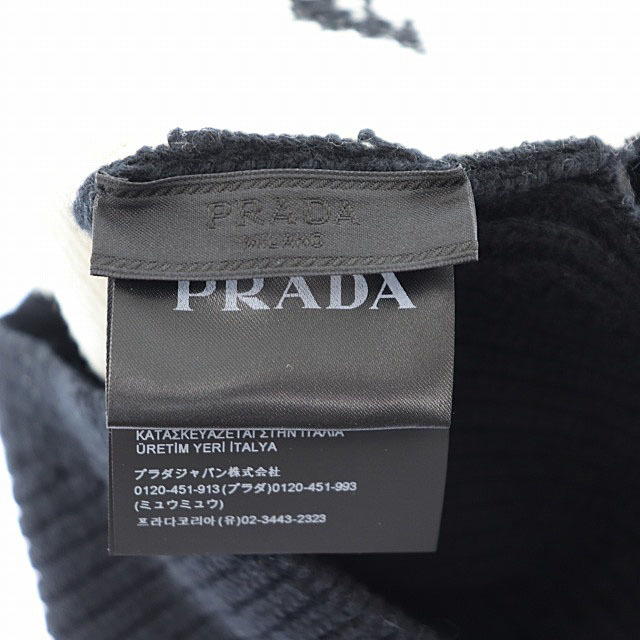 PRADA
MILANO
PRADA
ΚΑΤΑΣΚΕΥΑΖΕΤΑΙ ΣΤΗΝ ΙΤΑΛΙΑ
ÜRETİM YERİ İTALYA
プラダジャパン株式会社
0120-451-913(プラダ)0120-451-993
(ミュウミュウ)
프라다코리아 (유) 02-3443-2323